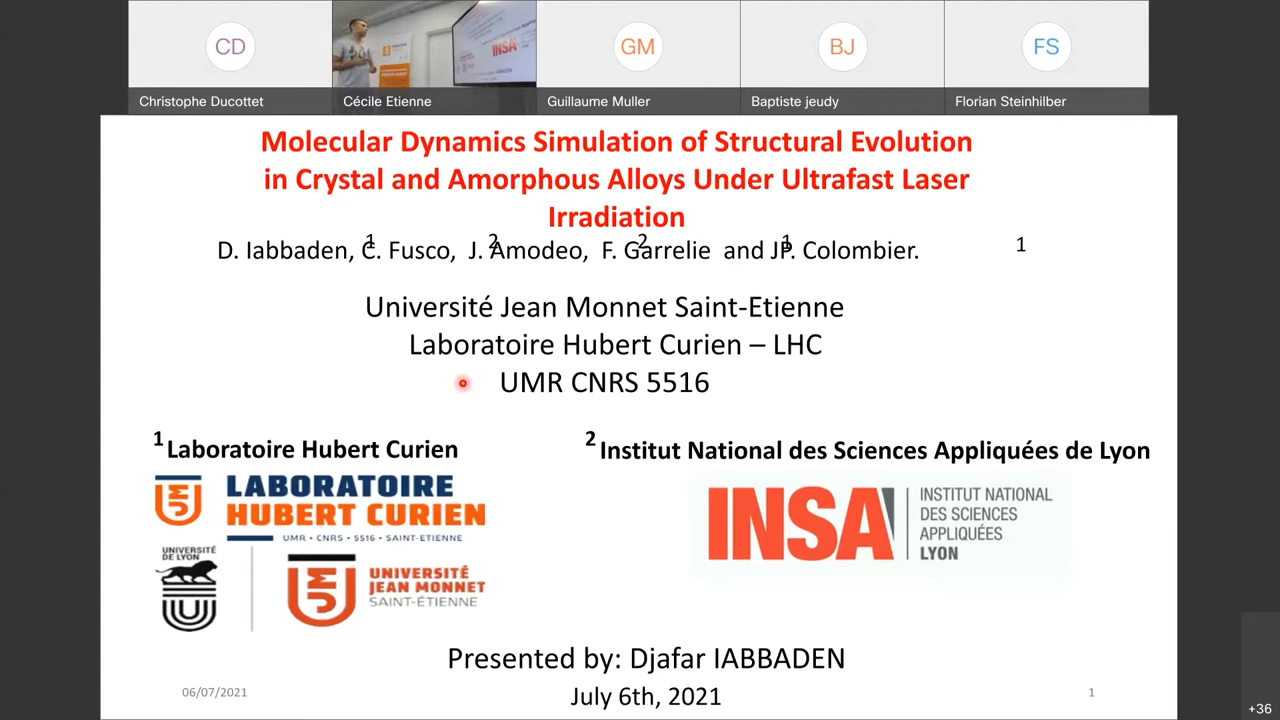 CD
GM
BJ
FS
INSA
Christophe Ducottet
Cécile Etienne
Guillaume Muller
Baptiste jeudy
Florian Steinhilber
Molecular Dynamics Simulation of Structural Evolution
in Crystal and Amorphous Alloys Under Ultrafast Laser
Irradiation
1 2 2 1 1
D. Iabbaden, C. Fusco, J. Amodeo, F. Garrelie and JP. Colombier.
Université Jean Monnet Saint-Etienne
Laboratoire Hubert Curien – LHC
UMR CNRS 5516
1 Laboratoire Hubert Curien
2 Institut National des Sciences Appliquées de Lyon
LABORATOIRE
HUBERT CURIEN
UMR • CNRS • 5516 • SAINT-ETIENNE
UNIVERSITÉ
DE LYON
UNIVERSITÉ
JEAN MONNET
SAINT-ÉTIENNE
INSA
INSTITUT NATIONAL
DES SCIENCES
APPLIQUÉES
LYON
Presented by: Djafar IABBADEN
July 6th, 2021
06/07/2021
1
+36